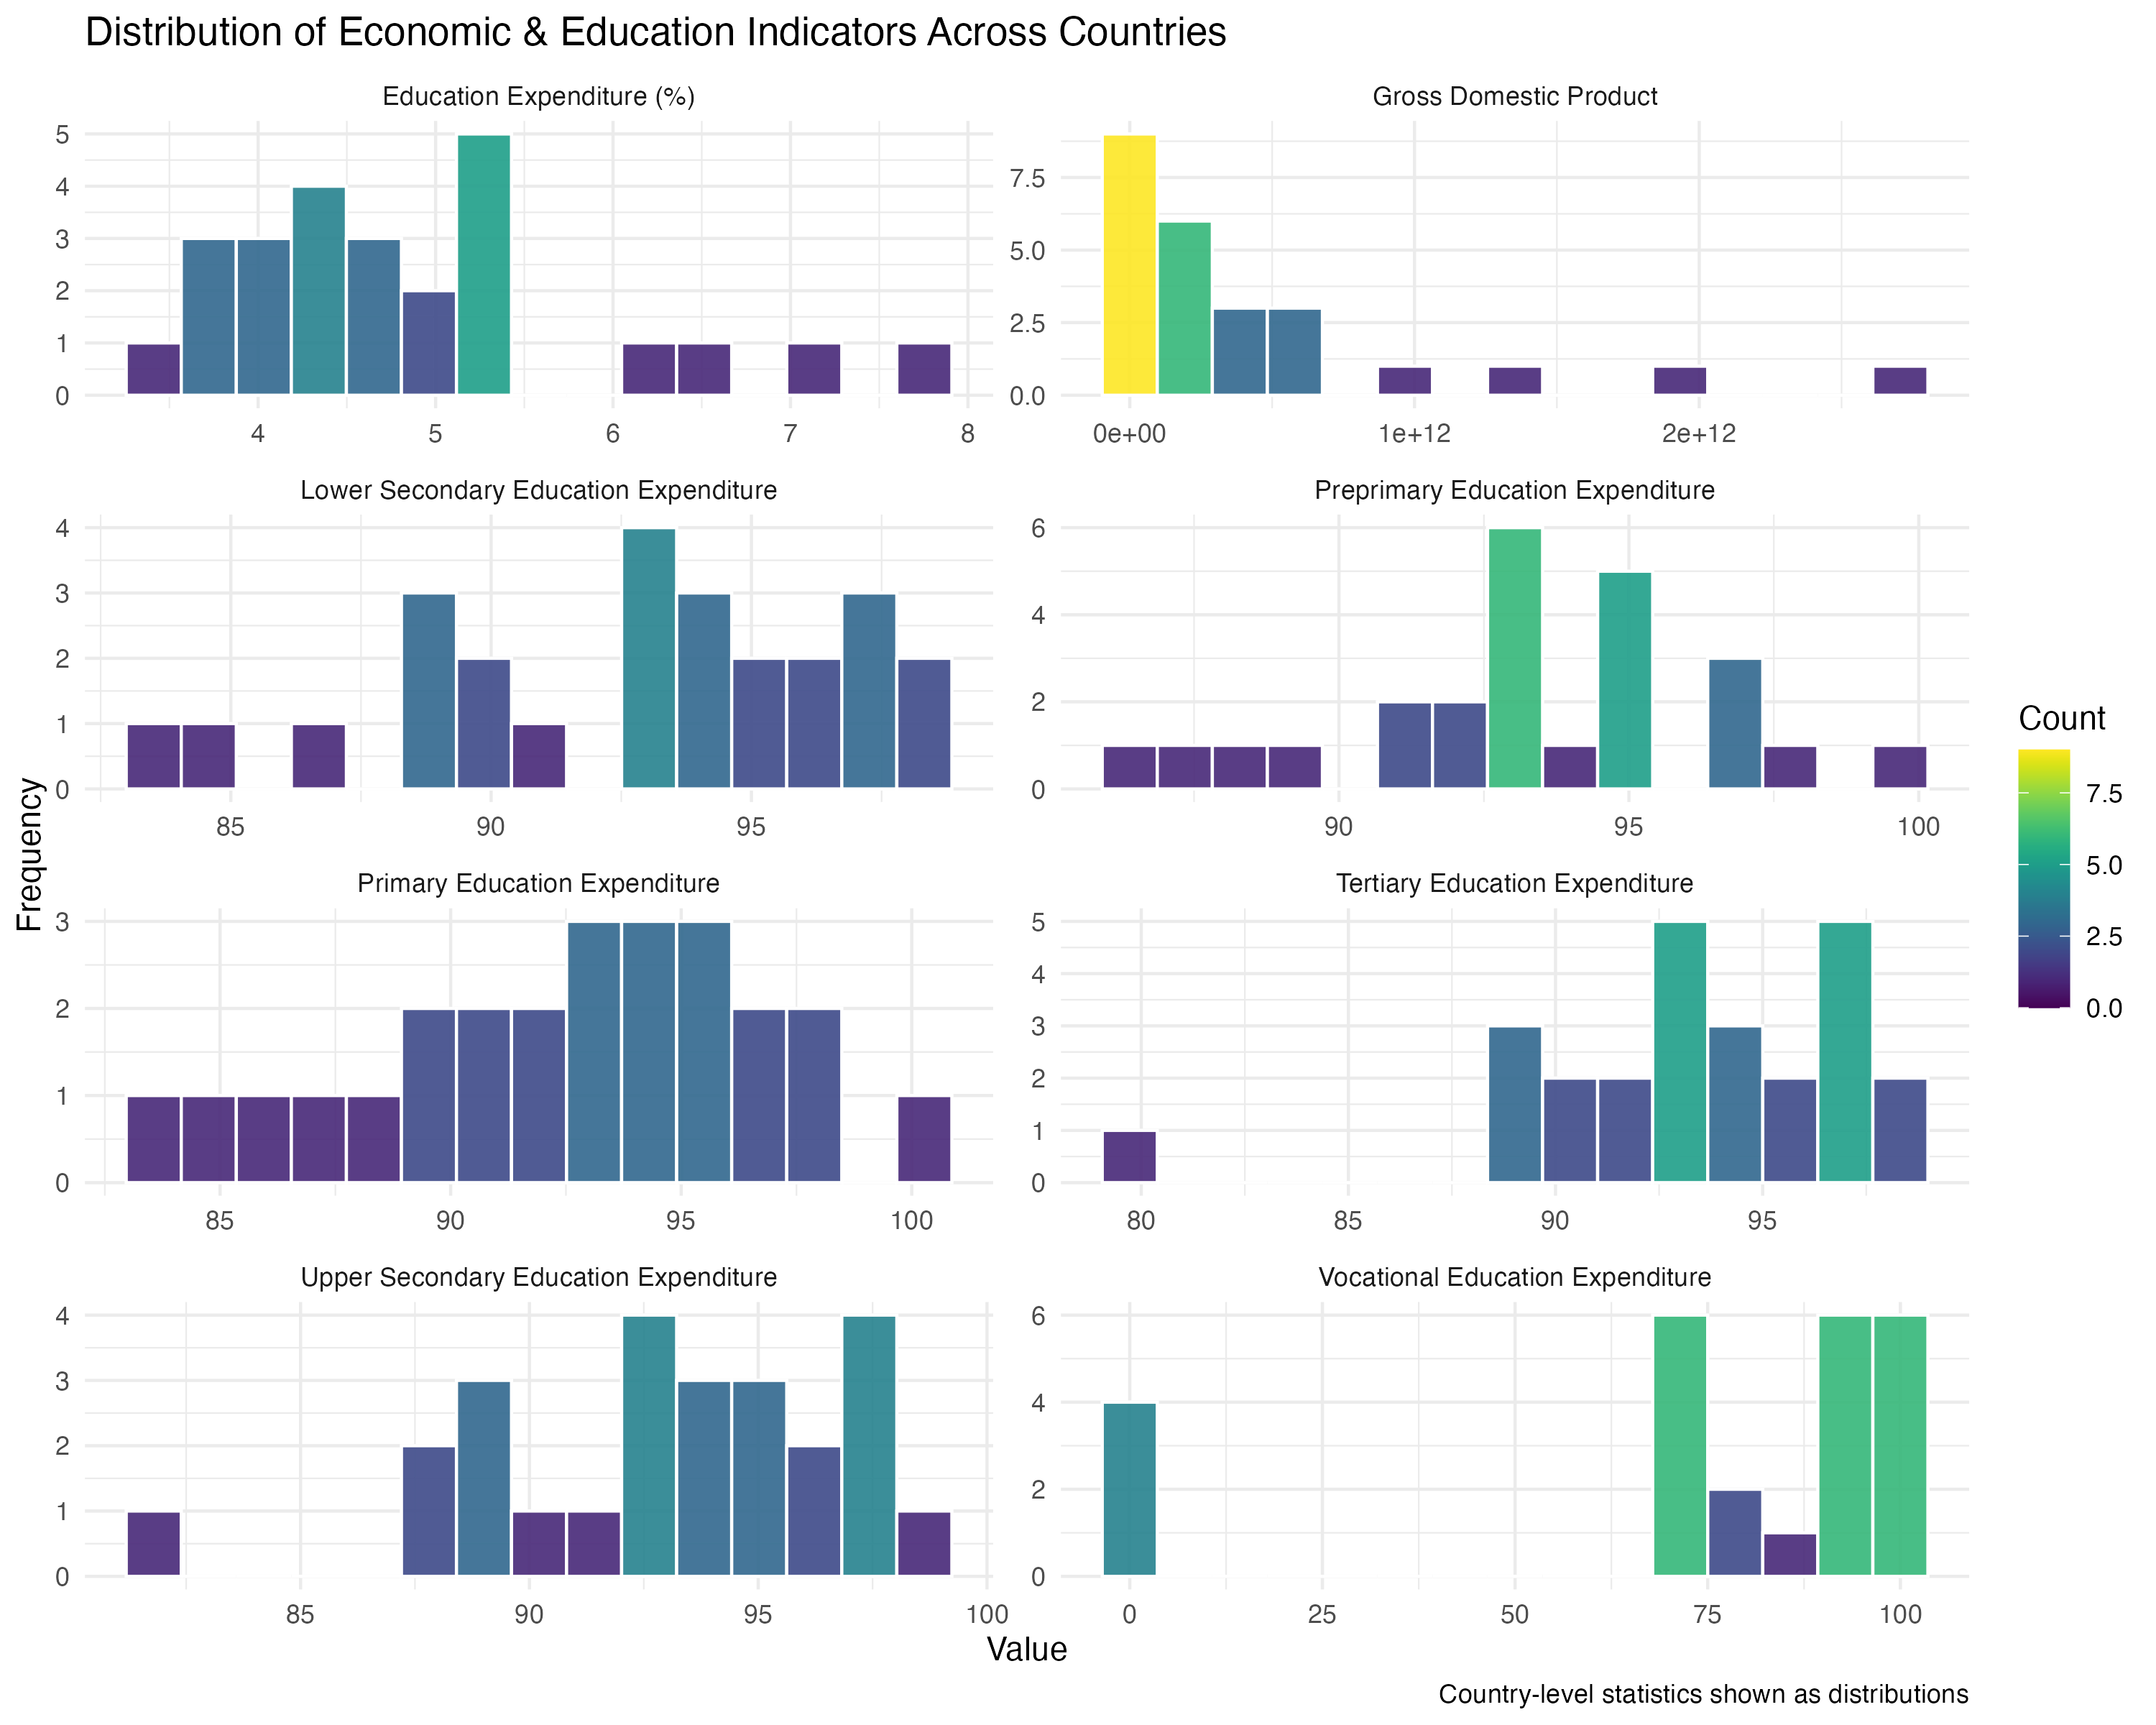 Distribution of Economic & Education Indicators Across Countries
Education Expenditure (%)
5
4
3
2
1
0
4 5 6 7 8
Gross Domestic Product
7.5
5.0
2.5
0.0
0e+00 1e+12 2e+12
Lower Secondary Education Expenditure
4
3
2
1
0
85 90 95
Preprimary Education Expenditure
6
4
2
0
90 95 100
Primary Education Expenditure
3
2
1
0
85 90 95 100
Tertiary Education Expenditure
5
4
3
2
1
0
80 85 90 95
Upper Secondary Education Expenditure
4
3
2
1
0
85 90 95 100
Vocational Education Expenditure
6
4
2
0
0 25 50 75 100
Frequency
Value
Count
7.5
5.0
2.5
0.0
Country-level statistics shown as distributions